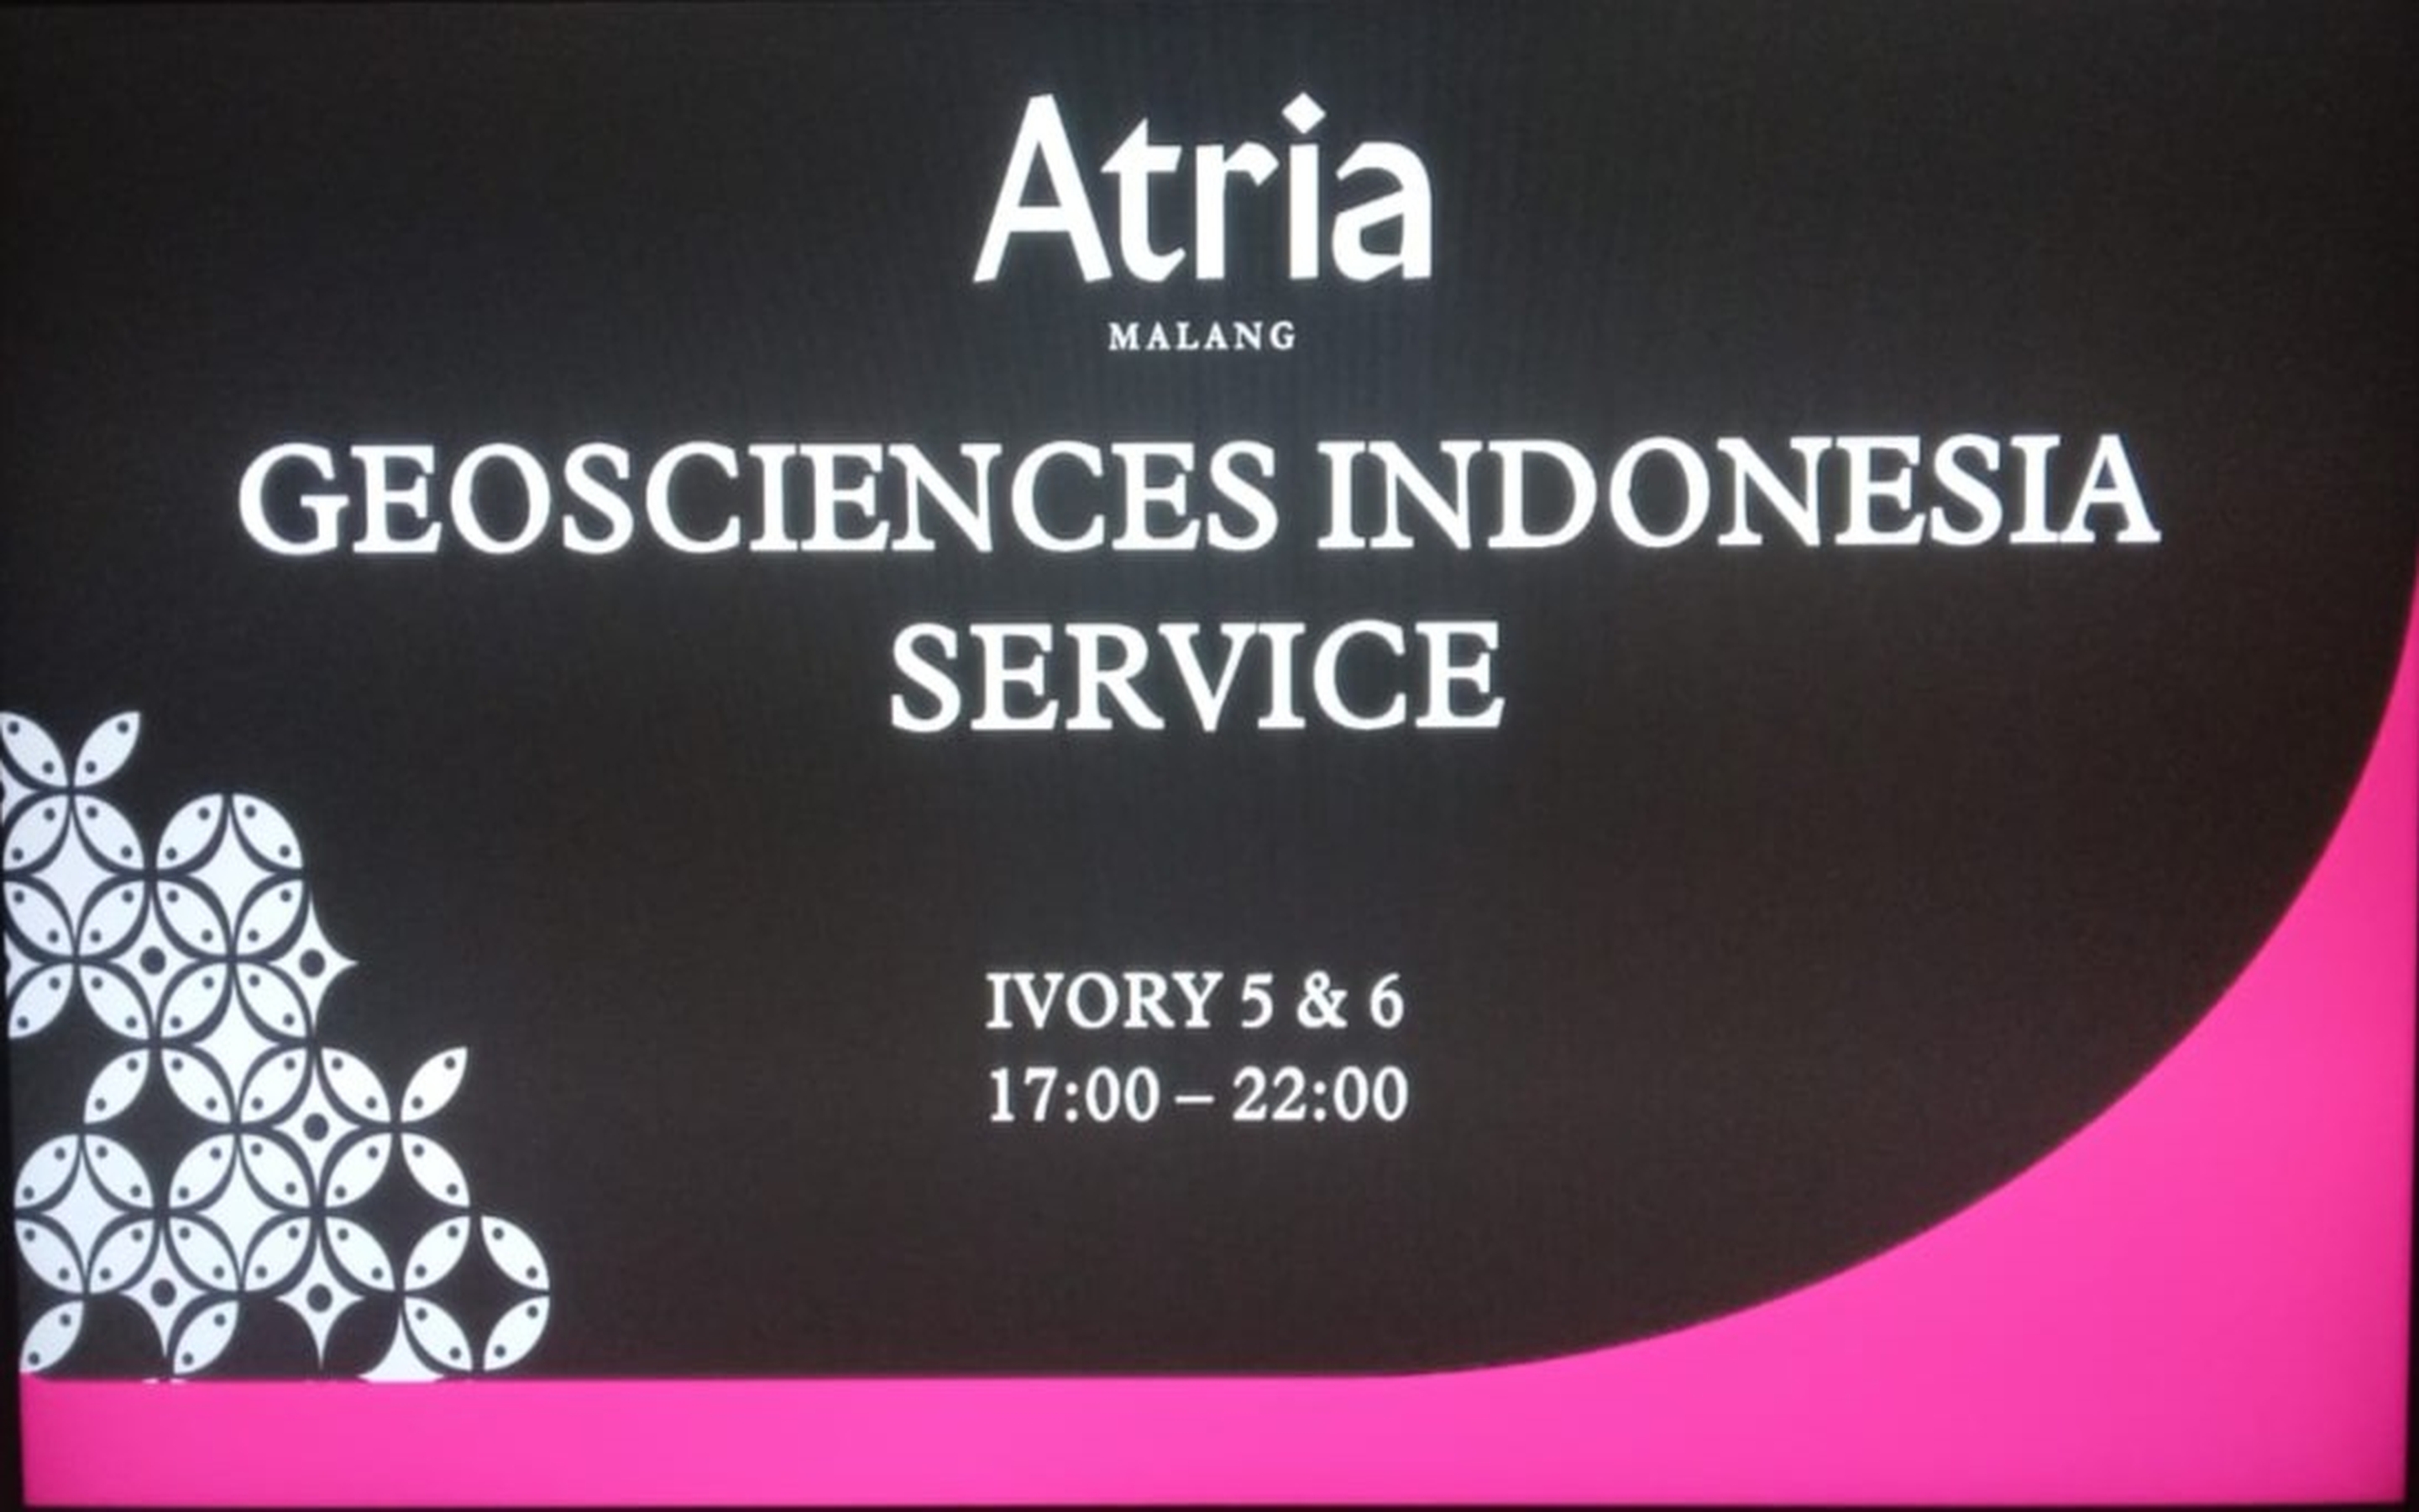 Atria
MALANG
GEOSCIENCES INDONESIA
SERVICE
IVORY 5 & 6
17:00 – 22:00